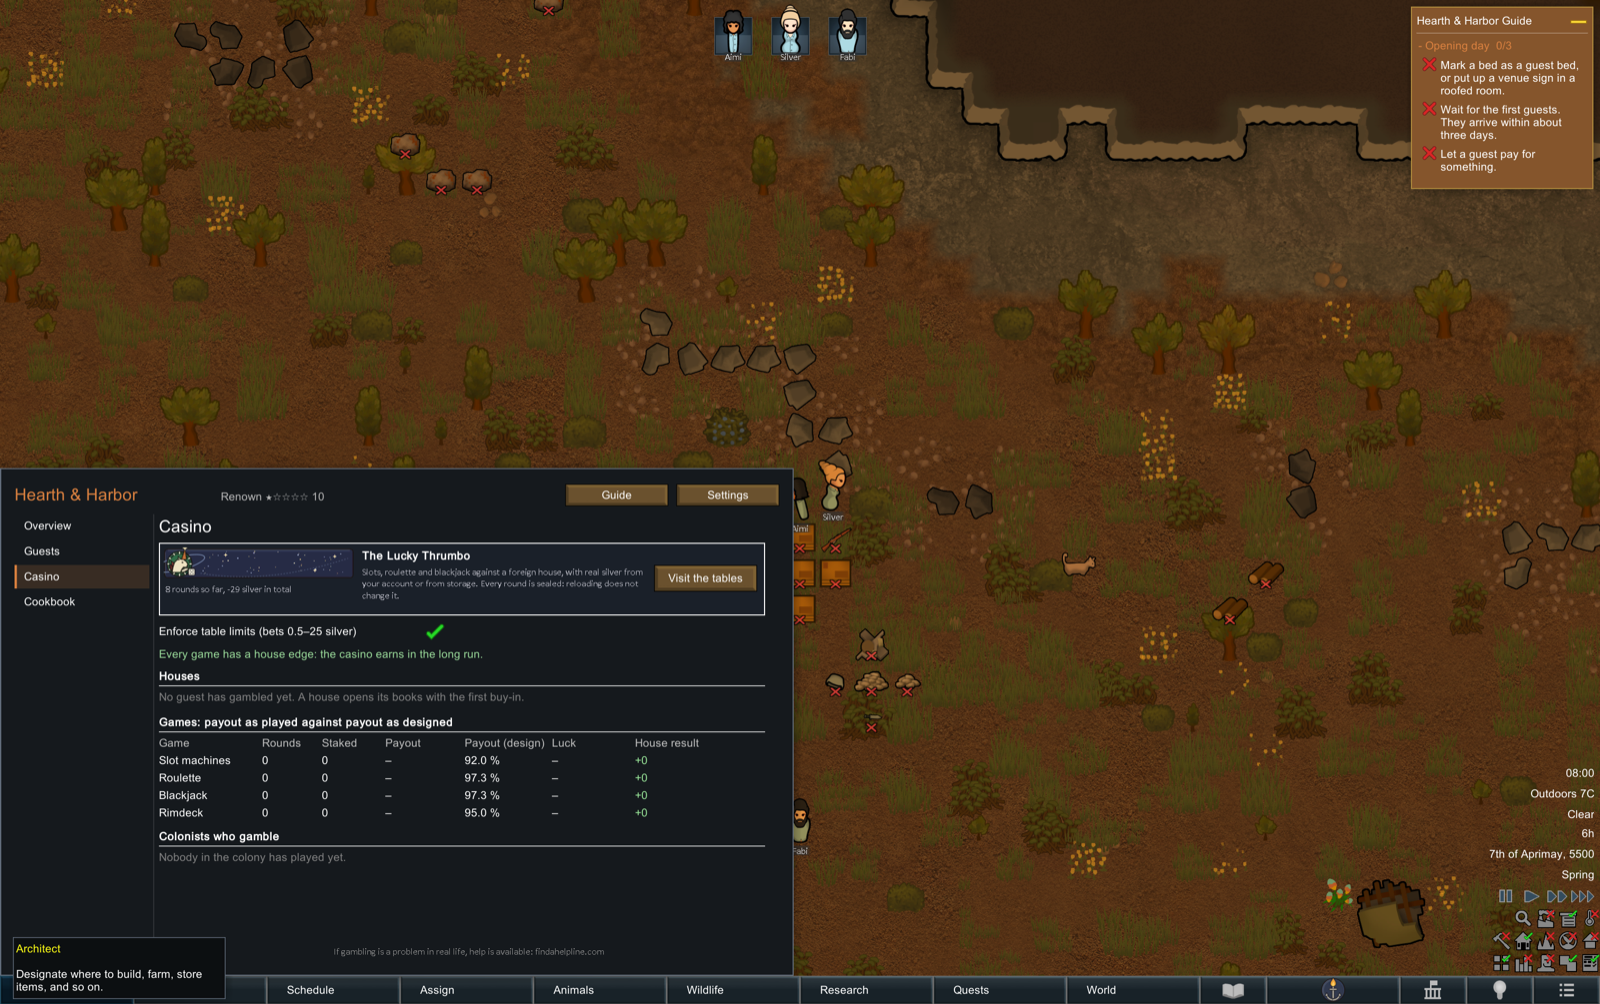 Aimi
Silver
Fabi
Hearth & Harbor Guide
- Opening day 0/3
Mark a bed as a guest bed,
or put up a venue sign in a
roofed room.
Wait for the first guests.
They arrive within about
three days.
Let a guest pay for
something.
Silver
Aimi
Fabi
Hearth & Harbor
Renown ★☆☆☆☆ 10
Guide
Settings
Overview
Guests
Casino
Cookbook
Casino
The Lucky Thrumbo
Slots, roulette and blackjack against a foreign house, with real silver from
your account or from storage. Every round is sealed: reloading does not
change it.
8 rounds so far, -29 silver in total
Visit the tables
Enforce table limits (bets 0.5–25 silver)
Every game has a house edge: the casino earns in the long run.
Houses
No guest has gambled yet. A house opens its books with the first buy-in.
Games: payout as played against payout as designed
Game Rounds Staked Payout Payout (design) Luck House result
Slot machines 0 0 – 92.0 % – +0
Roulette 0 0 – 97.3 % – +0
Blackjack 0 0 – 97.3 % – +0
Rimdeck 0 0 – 95.0 % – +0
Colonists who gamble
Nobody in the colony has played yet.
If gambling is a problem in real life, help is available: findahelpline.com
Architect
Designate where to build, farm, store
items, and so on.
08:00
Outdoors 7C
Clear
6h
7th of Aprimay, 5500
Spring
Schedule
Assign
Animals
Wildlife
Research
Quests
World